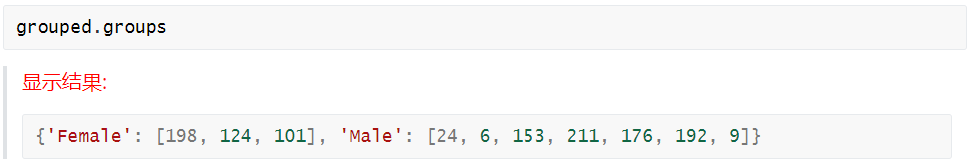 grouped.groups
显示结果:
{'Female': [198, 124, 101], 'Male': [24, 6, 153, 211, 176, 192, 9]}